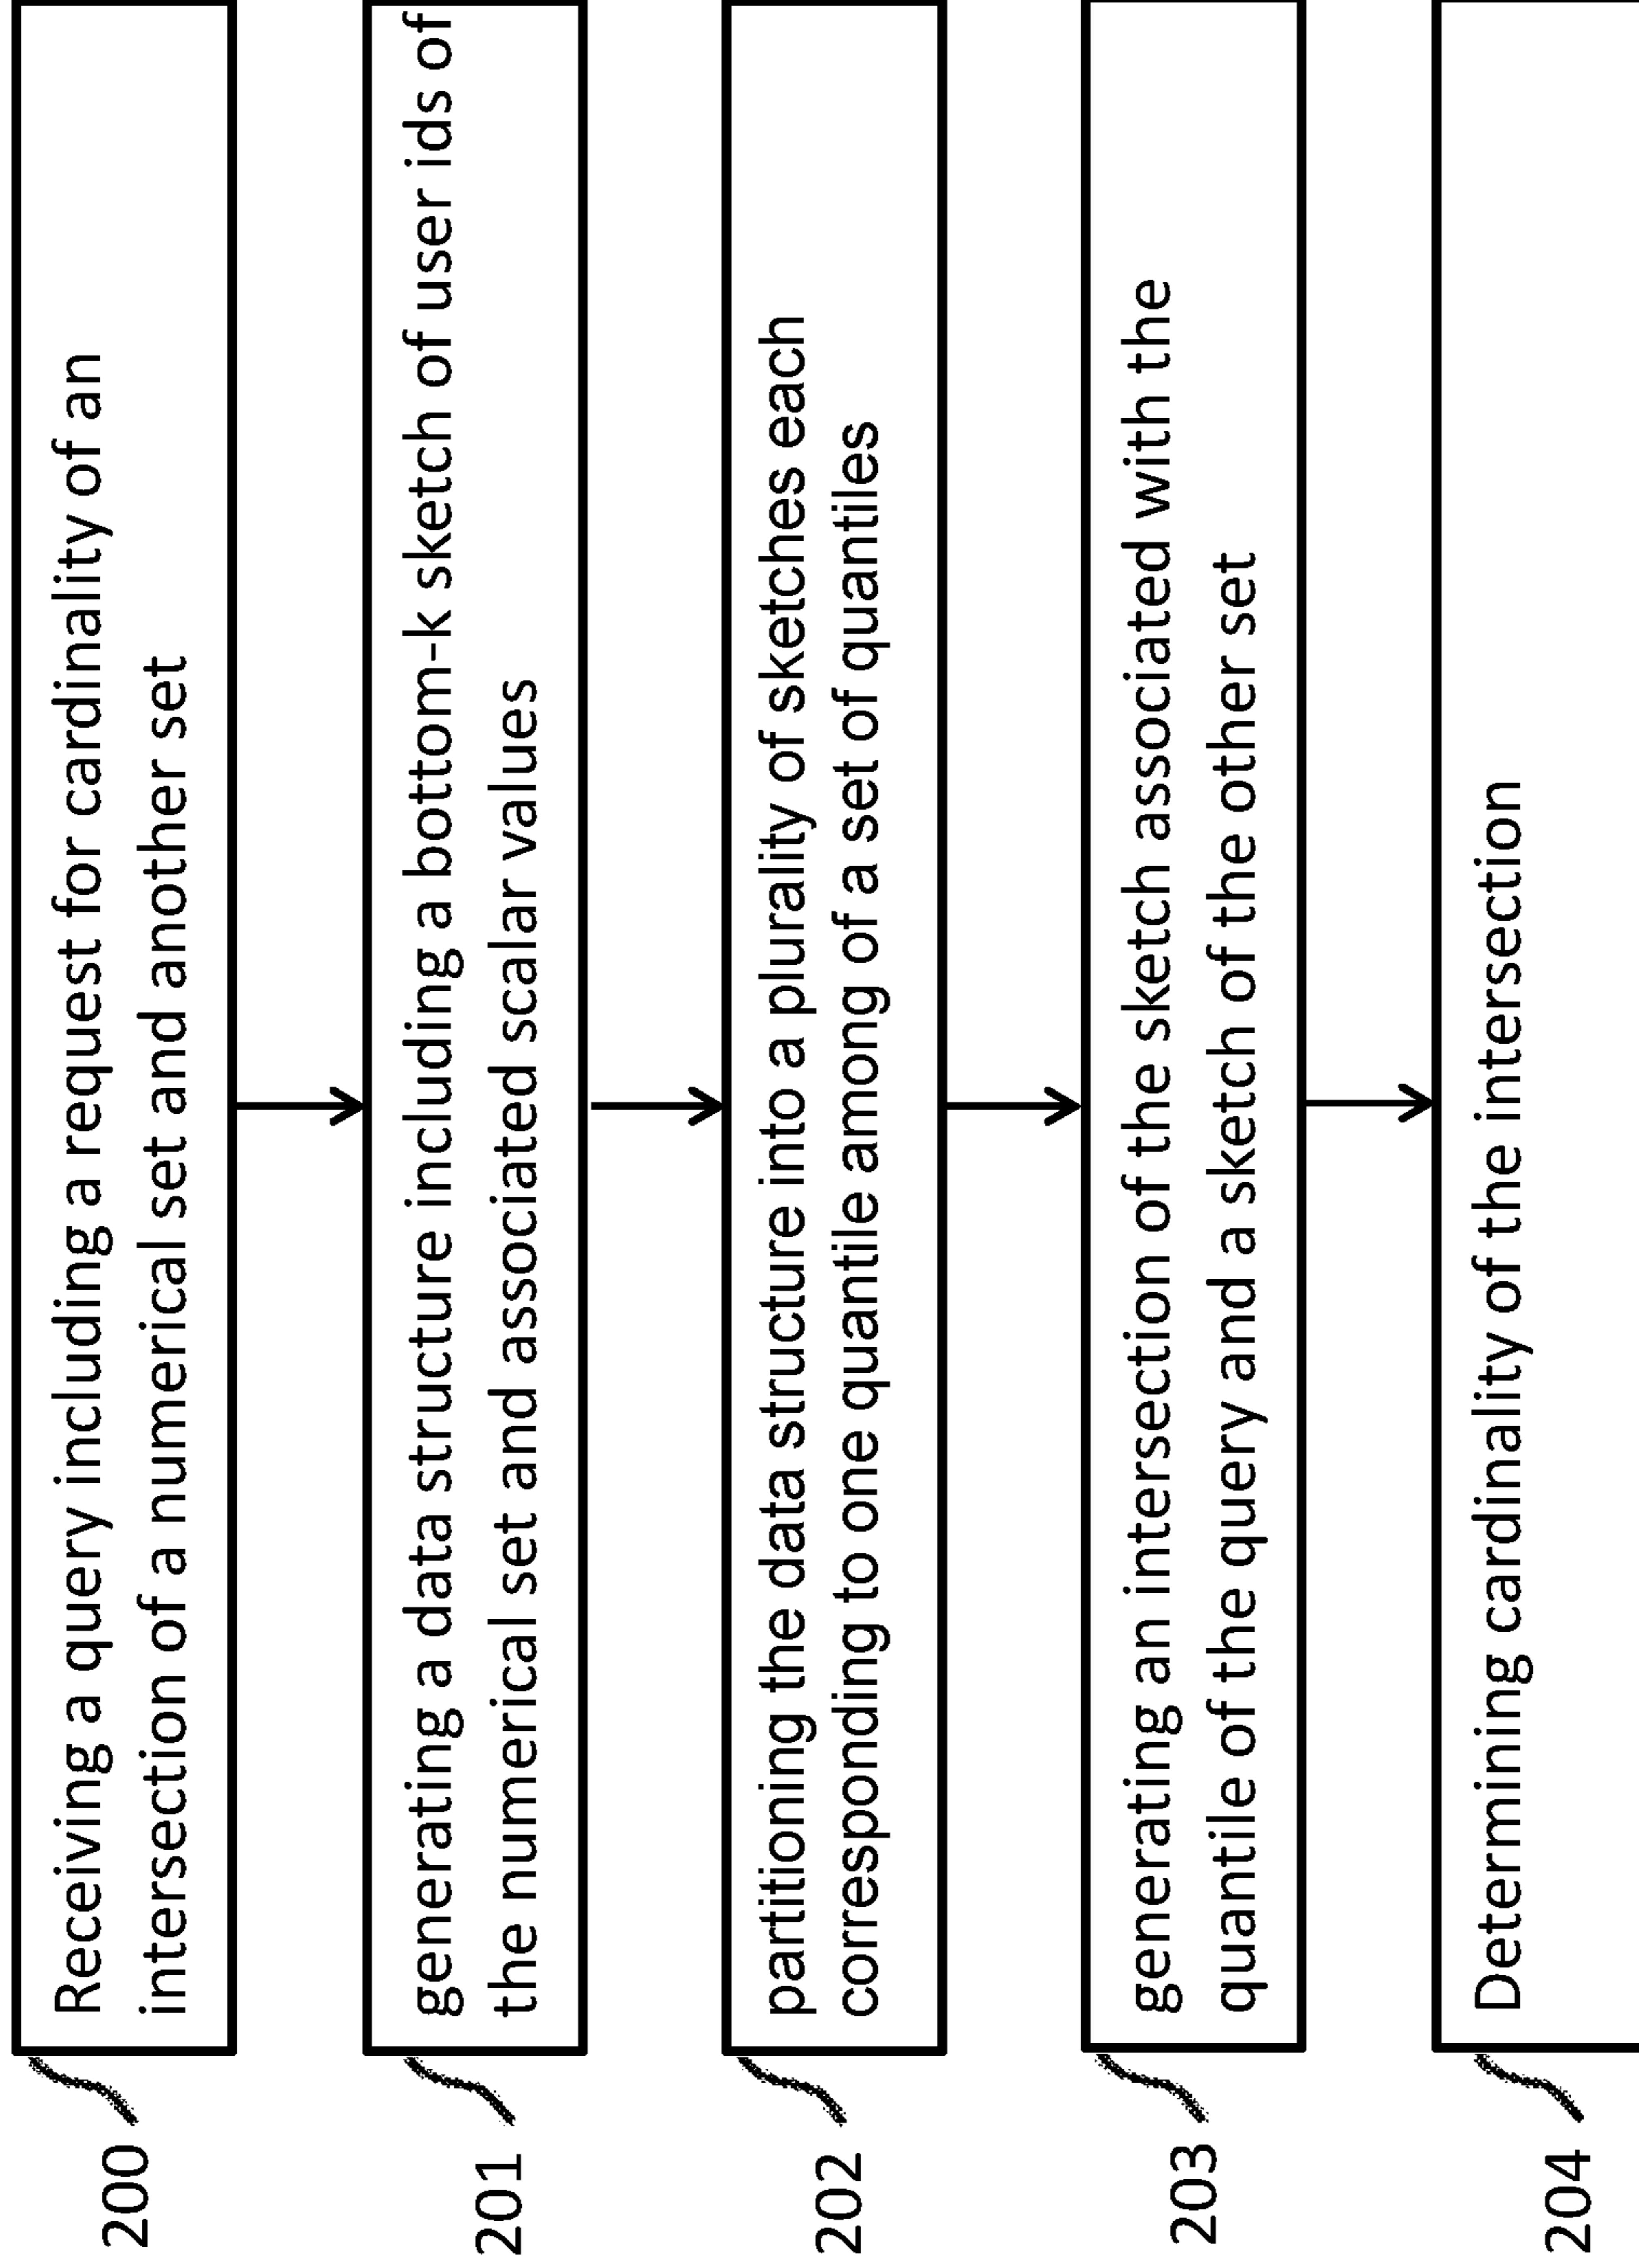 200
Receiving a query including a request for cardinality of an
intersection of a numerical set and another set
201
generating a data structure including a bottom-k sketch of user ids of
the numerical set and associated scalar values
202
partitioning the data structure into a plurality of sketches each
corresponding to one quantile among of a set of quantiles
203
generating an intersection of the sketch associated with the
quantile of the query and a sketch of the other set
204
Determining cardinality of the intersection